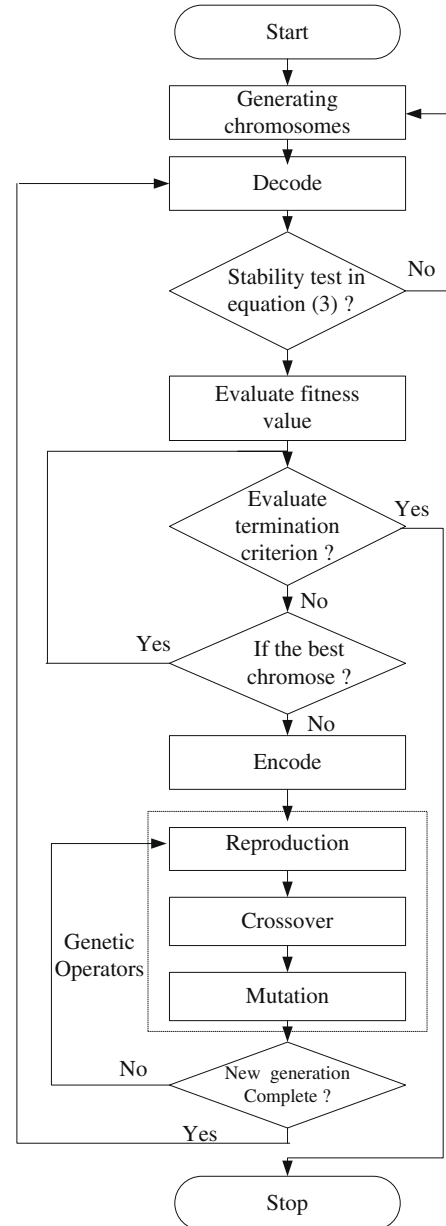 Start
Generating
chromosomes
Decode
Stability test in
equation (3) ?
No
Evaluate fitness
value
Evaluate
termination
criterion ?
Yes
No
If the best
chromose ?
Yes
No
Encode
Reproduction
Crossover
Genetic
Operators
Mutation
New generation
Complete ?
No
Yes
Stop